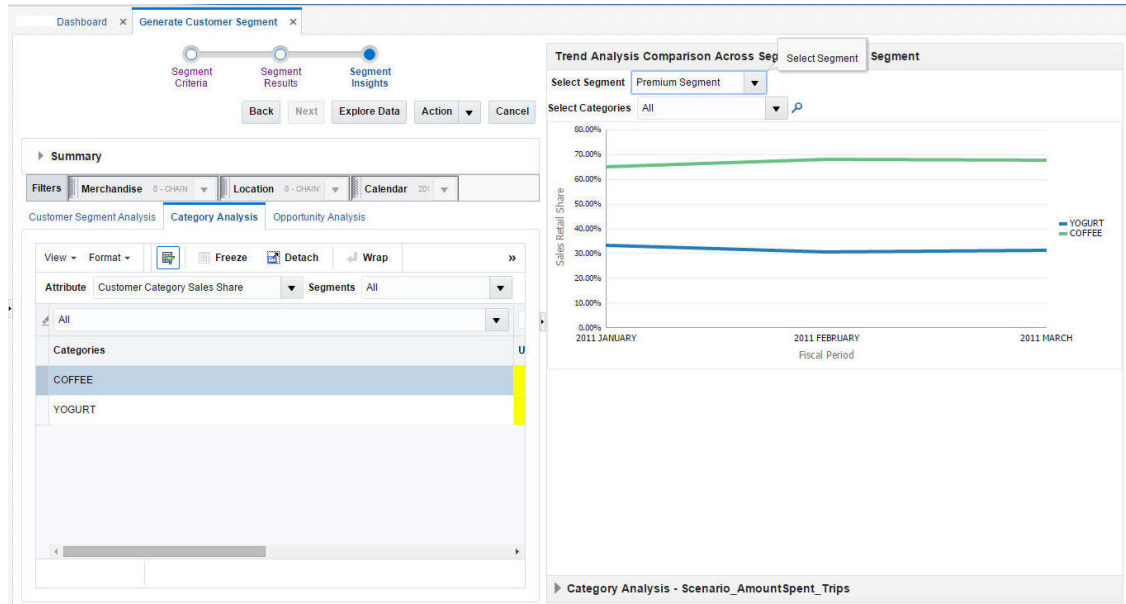 Dashboard × Generate Customer Segment ×
Segment Criteria
Segment Results
Segment Insights
Back Next Explore Data Action Cancel
Summary
Filters Merchandise 0 - CHAIN Location 0 - CHAIN Calendar 201
Customer Segment Analysis Category Analysis Opportunity Analysis
View Format Freeze Detach Wrap »
Attribute Customer Category Sales Share Segments All
All
Categories U
COFFEE
YOGURT
Trend Analysis Comparison Across Seg Segment
Select Segment
Select Segment Premium Segment
Select Categories All
80.00%
70.00%
60.00%
50.00%
40.00%
30.00%
20.00%
10.00%
0.00%
Sales Retail Share
2011 JANUARY 2011 FEBRUARY 2011 MARCH
Fiscal Period
YOGURT
COFFEE
Category Analysis - Scenario_AmountSpent_Trips